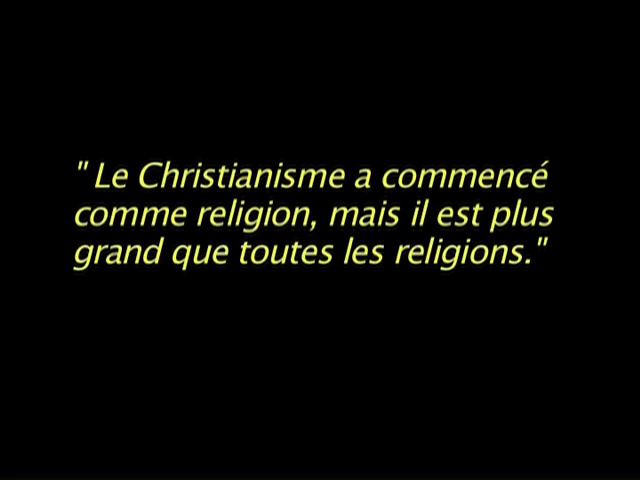 " Le Christianisme a commencé
comme religion, mais il est plus
grand que toutes les religions."